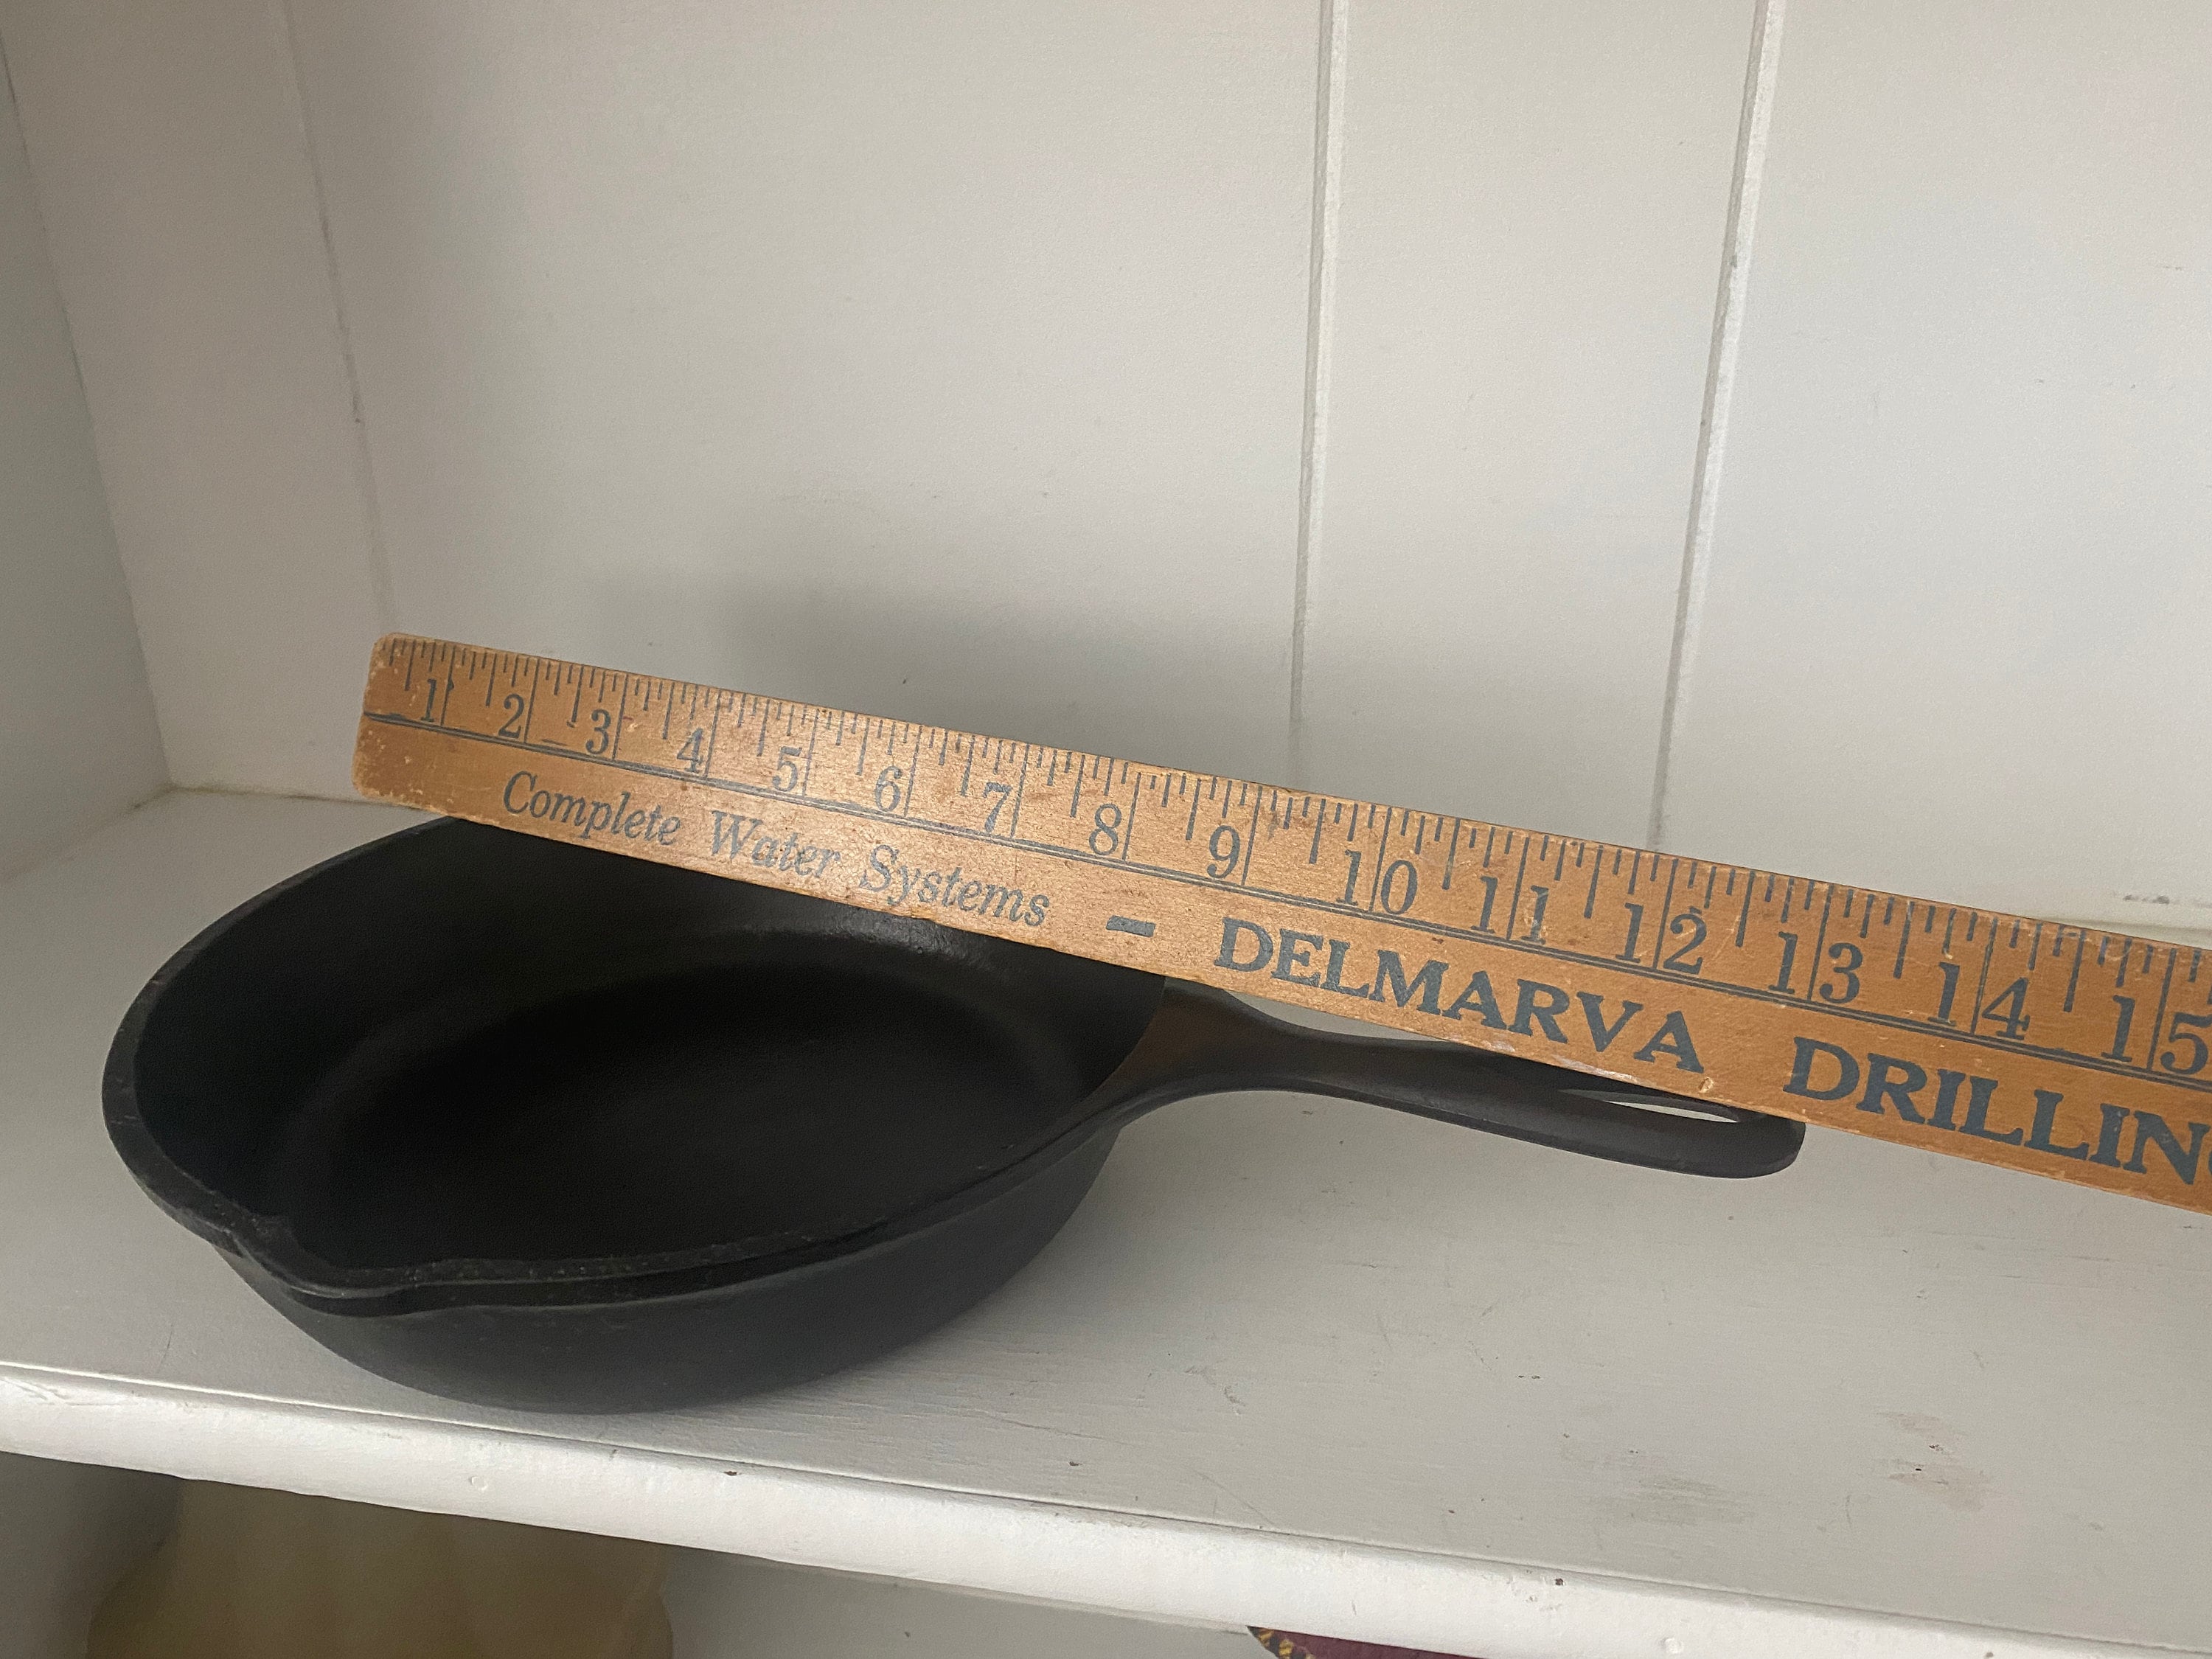 1 2 3 4 5 6 7 8 9 10 11 12 13 14 15
Complete Water Systems - DELMARVA DRILLIN